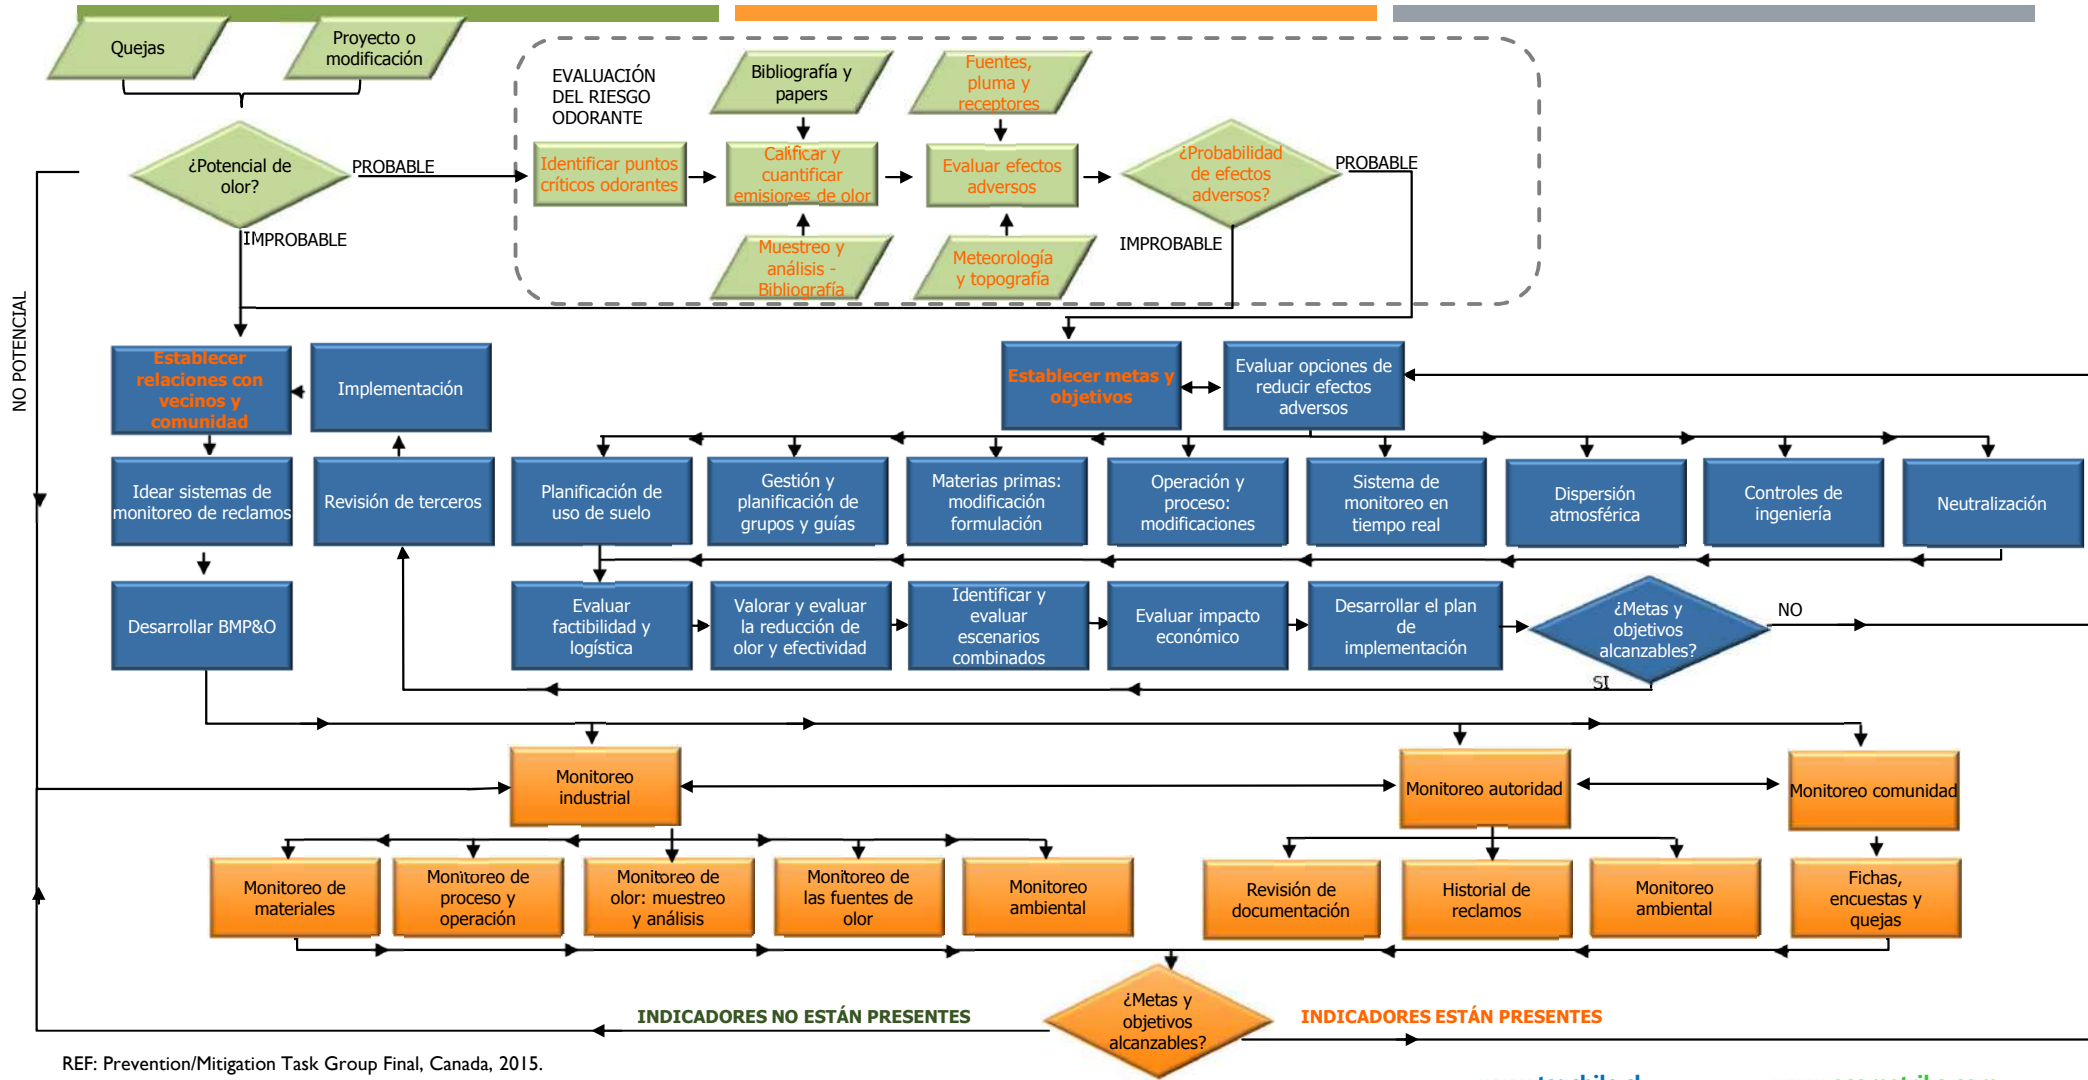 Quejas
Proyecto o
modificación
EVALUACIÓN
DEL RIESGO
ODORANTE
Bibliografía y
papers
Fuentes,
pluma y
receptores
¿Potencial de
olor?
PROBABLE
Identificar puntos
críticos odorantes
Calificar y
cuantificar
emisiones de olor
Evaluar efectos
adversos
¿Probabilidad
de efectos
adversos?
PROBABLE
IMPROBABLE
Muestreo y
análisis -
Bibliografía
Meteorología
y topografía
IMPROBABLE
NO POTENCIAL
Establecer
relaciones con
vecinos y
comunidad
Implementación
Establecer metas y
objetivos
Evaluar opciones de
reducir efectos
adversos
Idear sistemas de
monitoreo de reclamos
Revisión de terceros
Planificación de
uso de suelo
Gestión y
planificación de
grupos y guías
Materias primas:
modificación
formulación
Operación y
proceso:
modificaciones
Sistema de
monitoreo en
tiempo real
Dispersión
atmosférica
Controles de
ingeniería
Neutralización
Desarrollar BMP&O
Evaluar
factibilidad y
logística
Valorar y evaluar
la reducción de
olor y efectividad
Identificar y
evaluar
escenarios
combinados
Evaluar impacto
económico
Desarrollar el plan
de
implementación
¿Metas y
objetivos
alcanzables?
NO
SI
Monitoreo
industrial
Monitoreo autoridad
Monitoreo comunidad
Monitoreo de
materiales
Monitoreo de
proceso y
operación
Monitoreo de
olor: muestreo
y análisis
Monitoreo de
las fuentes de
olor
Monitoreo
ambiental
Revisión de
documentación
Historial de
reclamos
Monitoreo
ambiental
Fichas,
encuestas y
quejas
INDICADORES NO ESTÁN PRESENTES
¿Metas y
objetivos
alcanzables?
INDICADORES ESTÁN PRESENTES
REF: Prevention/Mitigation Task Group Final, Canada, 2015.